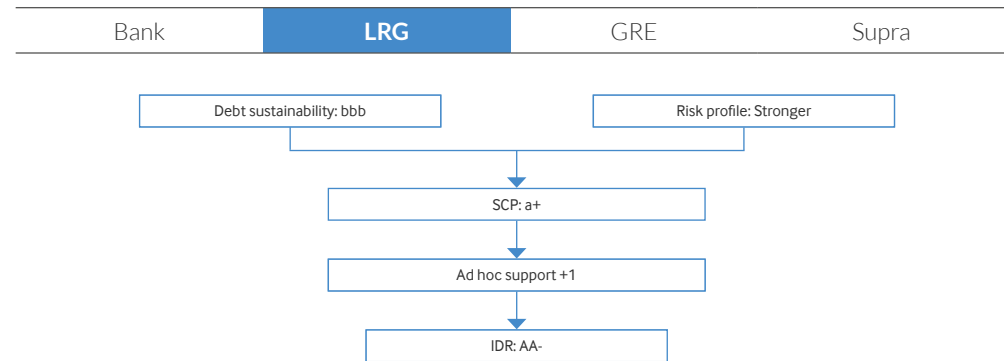 Bank LRG GRE Supra
Debt sustainability: bbb Risk profile: Stronger
SCP: a+
Ad hoc support +1
IDR: AA-